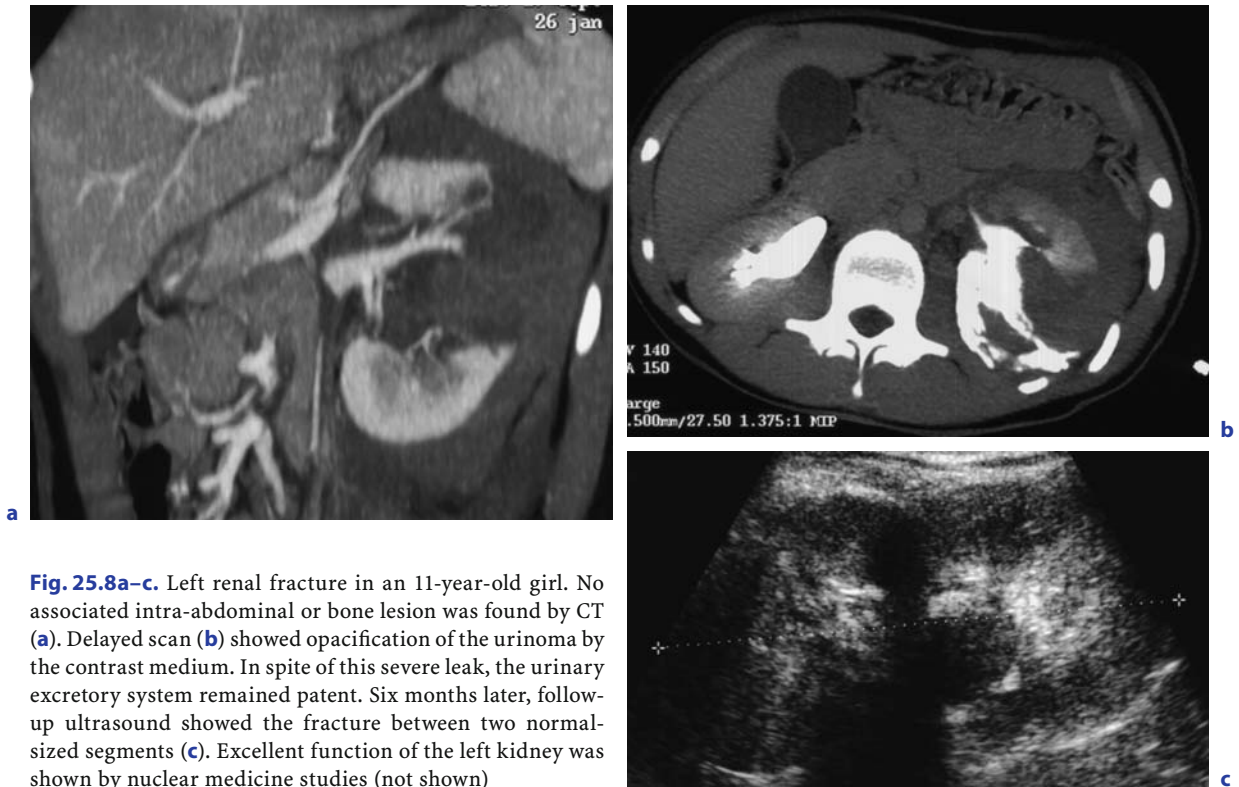 26 jan
a
V 140
A 150
arge
.500mm/27.50 1.375:1 MIP
b
c
Fig. 25.8a–c. Left renal fracture in an 11-year-old girl. No
associated intra-abdominal or bone lesion was found by CT
(a). Delayed scan (b) showed opacification of the urinoma by
the contrast medium. In spite of this severe leak, the urinary
excretory system remained patent. Six months later, follow-
up ultrasound showed the fracture between two normal-
sized segments (c). Excellent function of the left kidney was
shown by nuclear medicine studies (not shown)